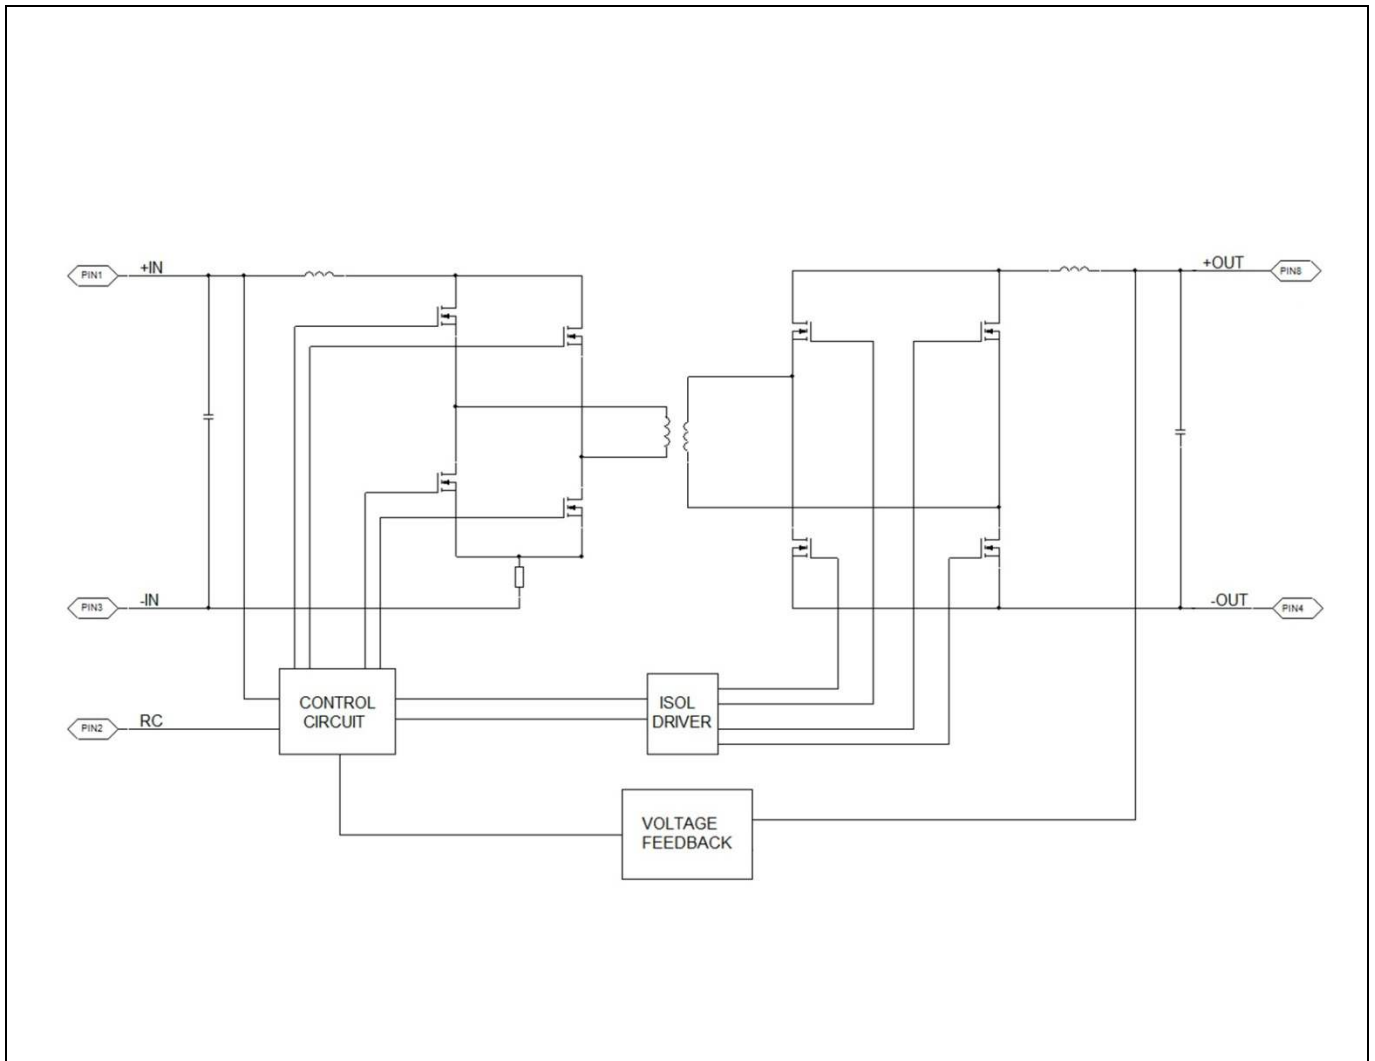 PIN1
+IN
+OUT
PIN8
PIN3
-IN
-OUT
PIN4
CONTROL
CIRCUIT
ISOL
DRIVER
PIN2
RC
VOLTAGE
FEEDBACK